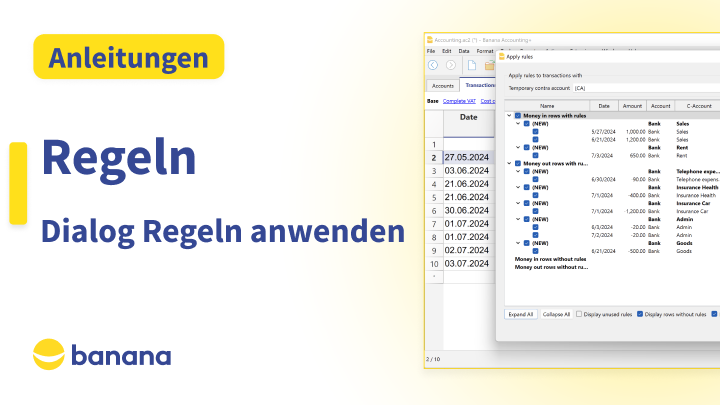 Anleitungen
Regeln
Dialog Regeln anwenden
banana
Accounting.ac2 [*] - Banana Accounting+
File Edit Data Format
Accounts Transactions
Base Complete VAT Cost c
Date
1
2 27.05.2024
3 03.06.2024
4 21.06.2024
5 21.06.2024
6 30.06.2024
7 01.07.2024
8 01.07.2024
9 02.07.2024
10 03.07.2024
*
2 / 10
Apply rules
Apply rules to transactions with
Temporary contra account [CA]
Name Date Amount Account C-Account
Money in rows with rules
(NEW) Bank Sales
5/27/2024 1,000.00 Bank Sales
6/21/2024 1,200.00 Bank Sales
(NEW) Bank Rent
7/3/2024 650.00 Bank Rent
Money out rows with ru...
(NEW) Bank Telephone expe...
6/30/2024 90.00 Bank Telephone expens
(NEW) Bank Insurance Health
7/1/2024 -400.00 Bank Insurance Health
(NEW) Bank Insurance Car
7/1/2024 -1,200.00 Bank Insurance Car
(NEW) Bank Admin
6/3/2024 -20.00 Bank Admin
7/2/2024 -20.00 Bank Admin
(NEW) Bank Goods
6/21/2024 -500.00 Bank Goods
Money in rows without rules
Money out rows without ru...
Expand All Collapse All Display unused rules Display rows without rules